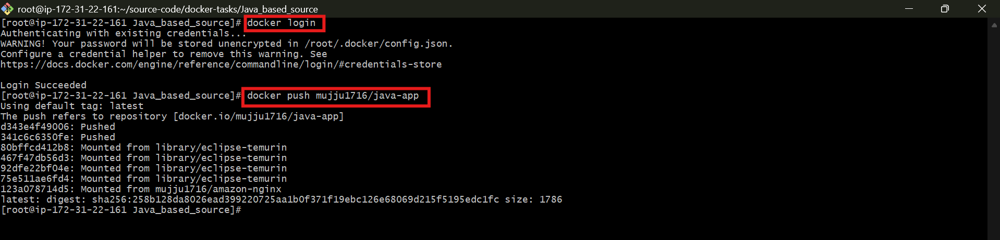 root@ip-172-31-22-161:~/source-code/docker-tasks/Java_based_source
[root@ip-172-31-22-161 Java_based_source]# docker login
Authenticating with existing credentials...
WARNING! Your password will be stored unencrypted in /root/.docker/config.json.
Configure a credential helper to remove this warning. See
https://docs.docker.com/engine/reference/commandline/login/#credentials-store
Login Succeeded
[root@ip-172-31-22-161 Java_based_source]# docker push mujju1716/java-app
Using default tag: latest
The push refers to repository [docker.io/mujju1716/java-app]
d343e4f49006: Pushed
341c6c6350fe: Pushed
80bffcd412b8: Mounted from library/eclipse-temurin
467f47db56d3: Mounted from library/eclipse-temurin
92dfe22bf04e: Mounted from library/eclipse-temurin
75e511ae6fd4: Mounted from library/eclipse-temurin
123a078714d5: Mounted from mujju1716/amazon-nginx
latest: digest: sha256:258b128da8026ead399220725aa1b0f371f19ebc126e68069d215f5195edc1fc size: 1786
[root@ip-172-31-22-161 Java_based_source]#